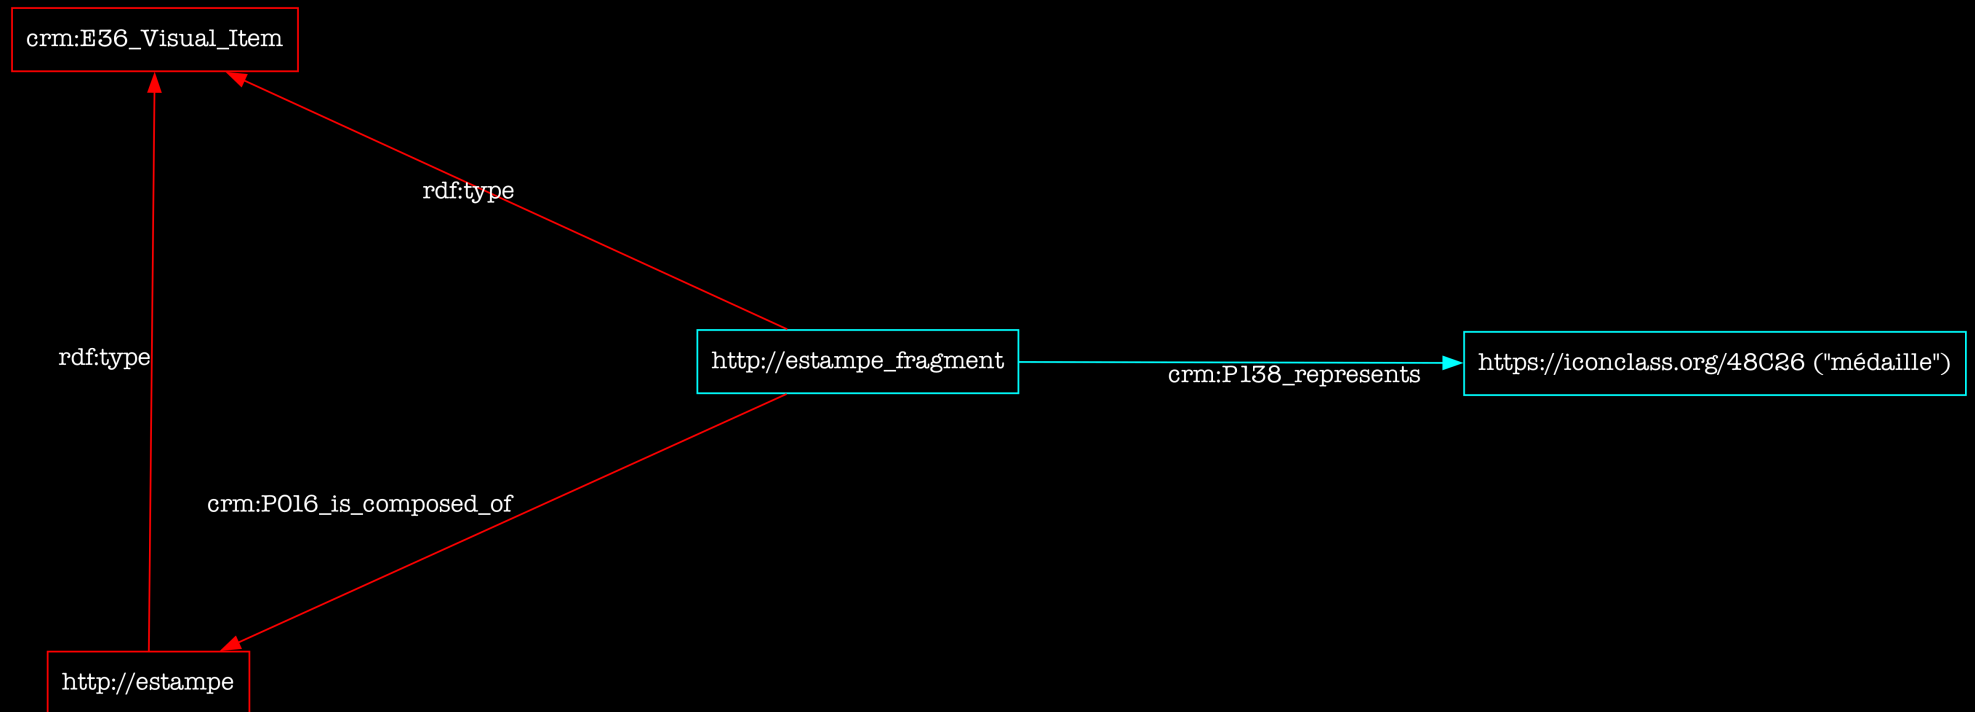 crm:E36_Visual_Item
rdf:type
rdf:type
http://estampe_fragment
crm:P138_represents
https://iconclass.org/48C26 ("médaille")
crm:P016_is_composed_of
http://estampe